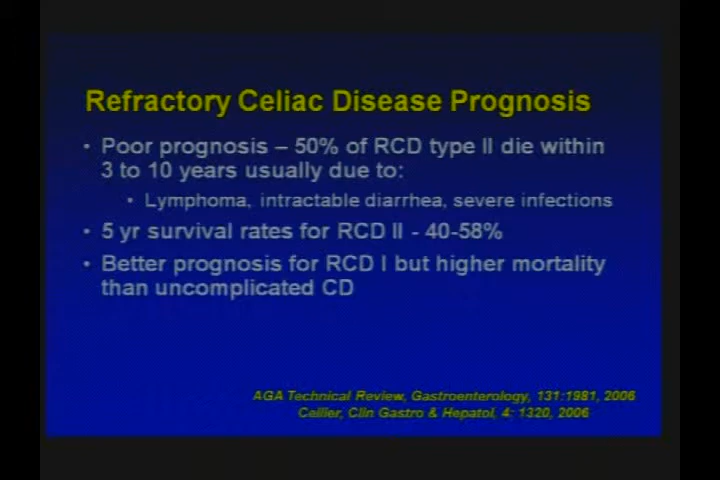 Refractory Celiac Disease Prognosis
• Poor prognosis – 50% of RCD type II die within
3 to 10 years usually due to:
• Lymphoma, intractable diarrhea, severe infections
• 5 yr survival rates for RCD II - 40-58%
• Better prognosis for RCD I but higher mortality
than uncomplicated CD
AGA Technical Review, Gastroenterology, 131:1981, 2006
Cellier, Clin Gastro & Hepatol, 4: 1320, 2006